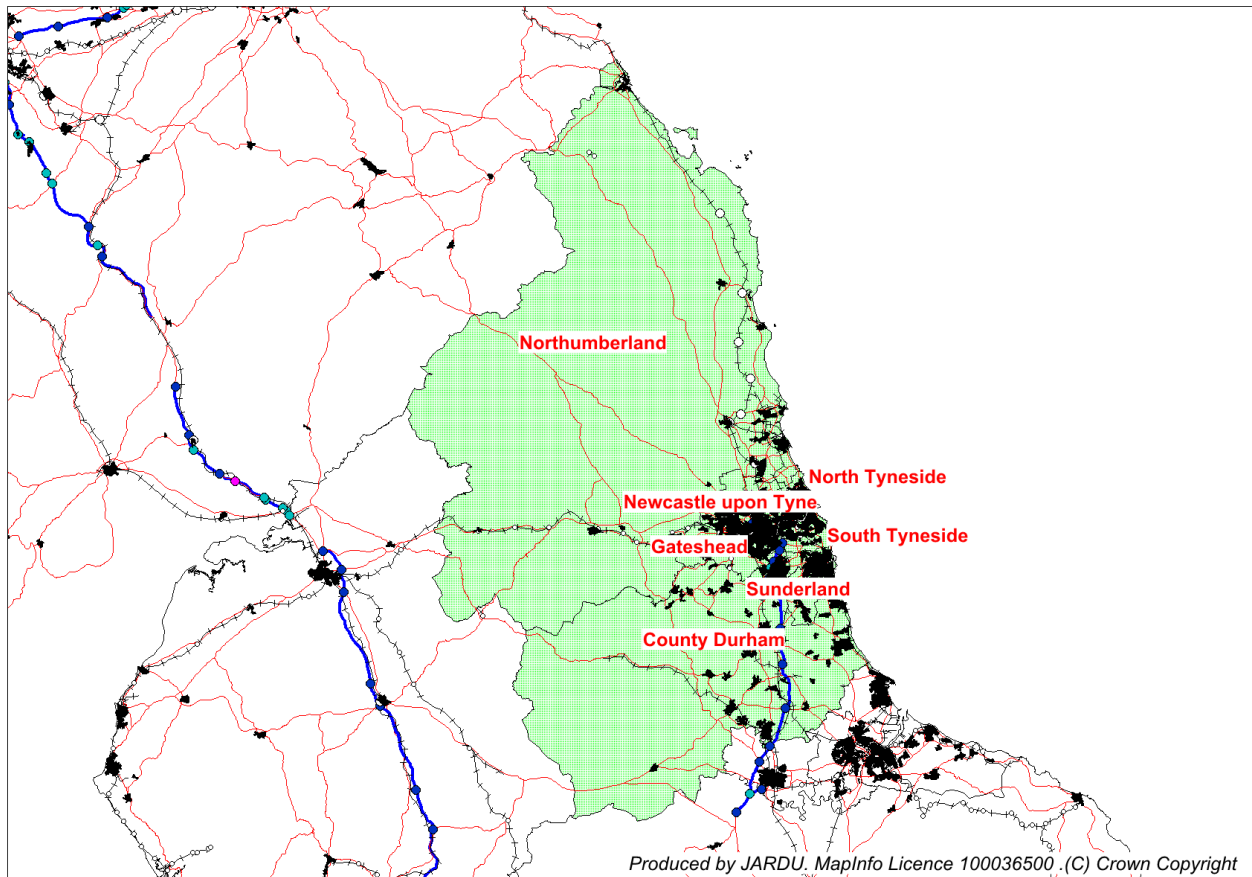 Northumberland
North Tyneside
Newcastle upon Tyne
South Tyneside
Gateshead
Sunderland
County Durham
Produced by JARDU. MapInfo Licence 100036500 .(C) Crown Copyright